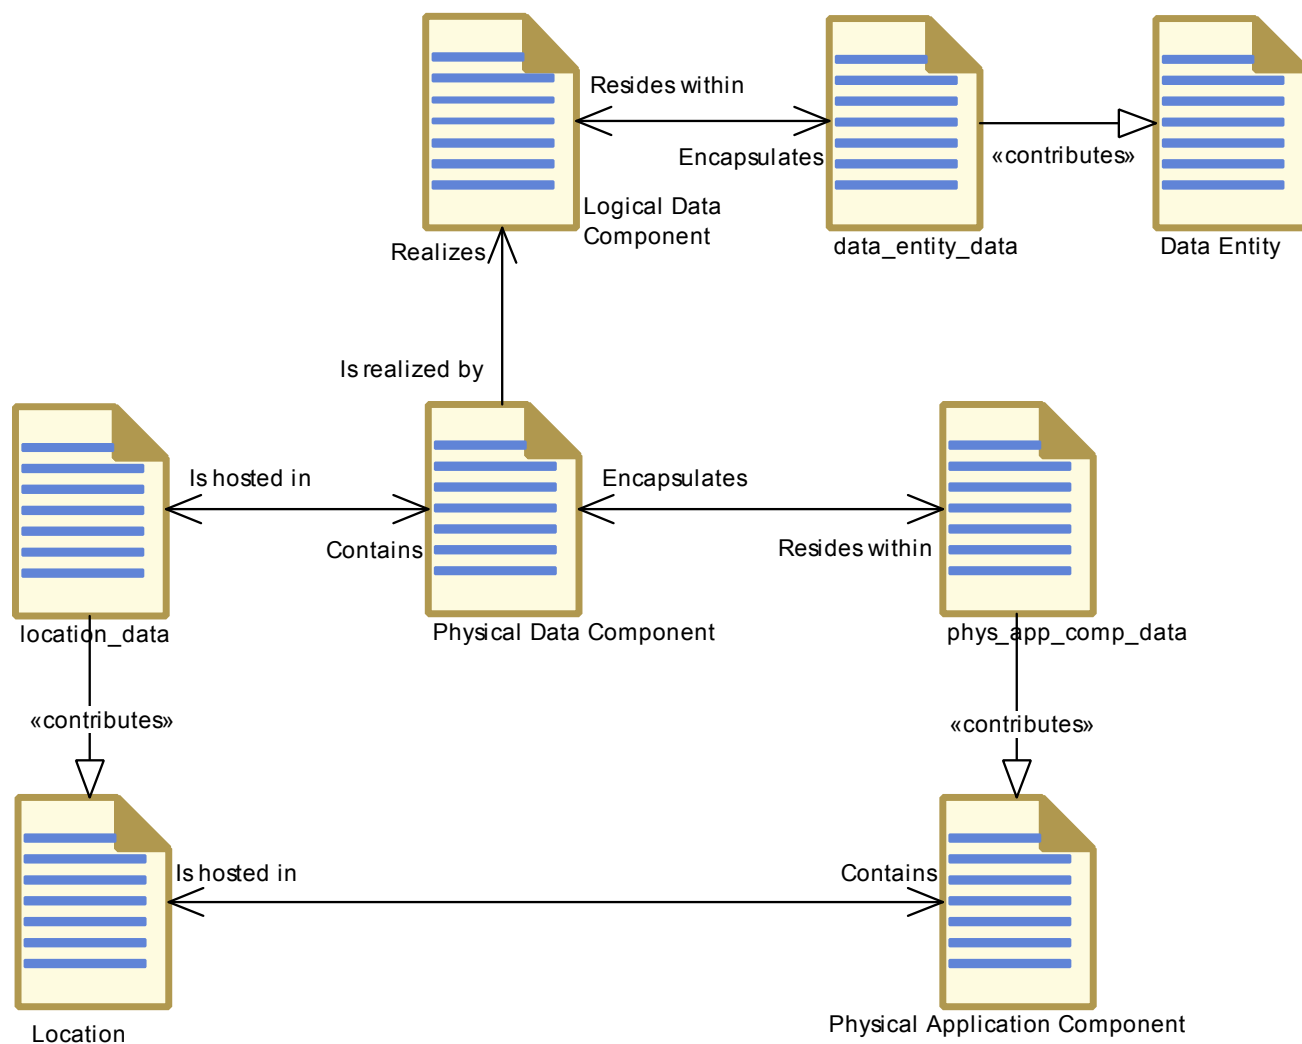 Resides within
Encapsulates
«contributes»
Logical Data
Component
data_entity_data
Data Entity
Realizes
Is realized by
Is hosted in
Contains
Encapsulates
Resides within
location_data
Physical Data Component
phys_app_comp_data
«contributes»
«contributes»
Is hosted in
Contains
Location
Physical Application Component